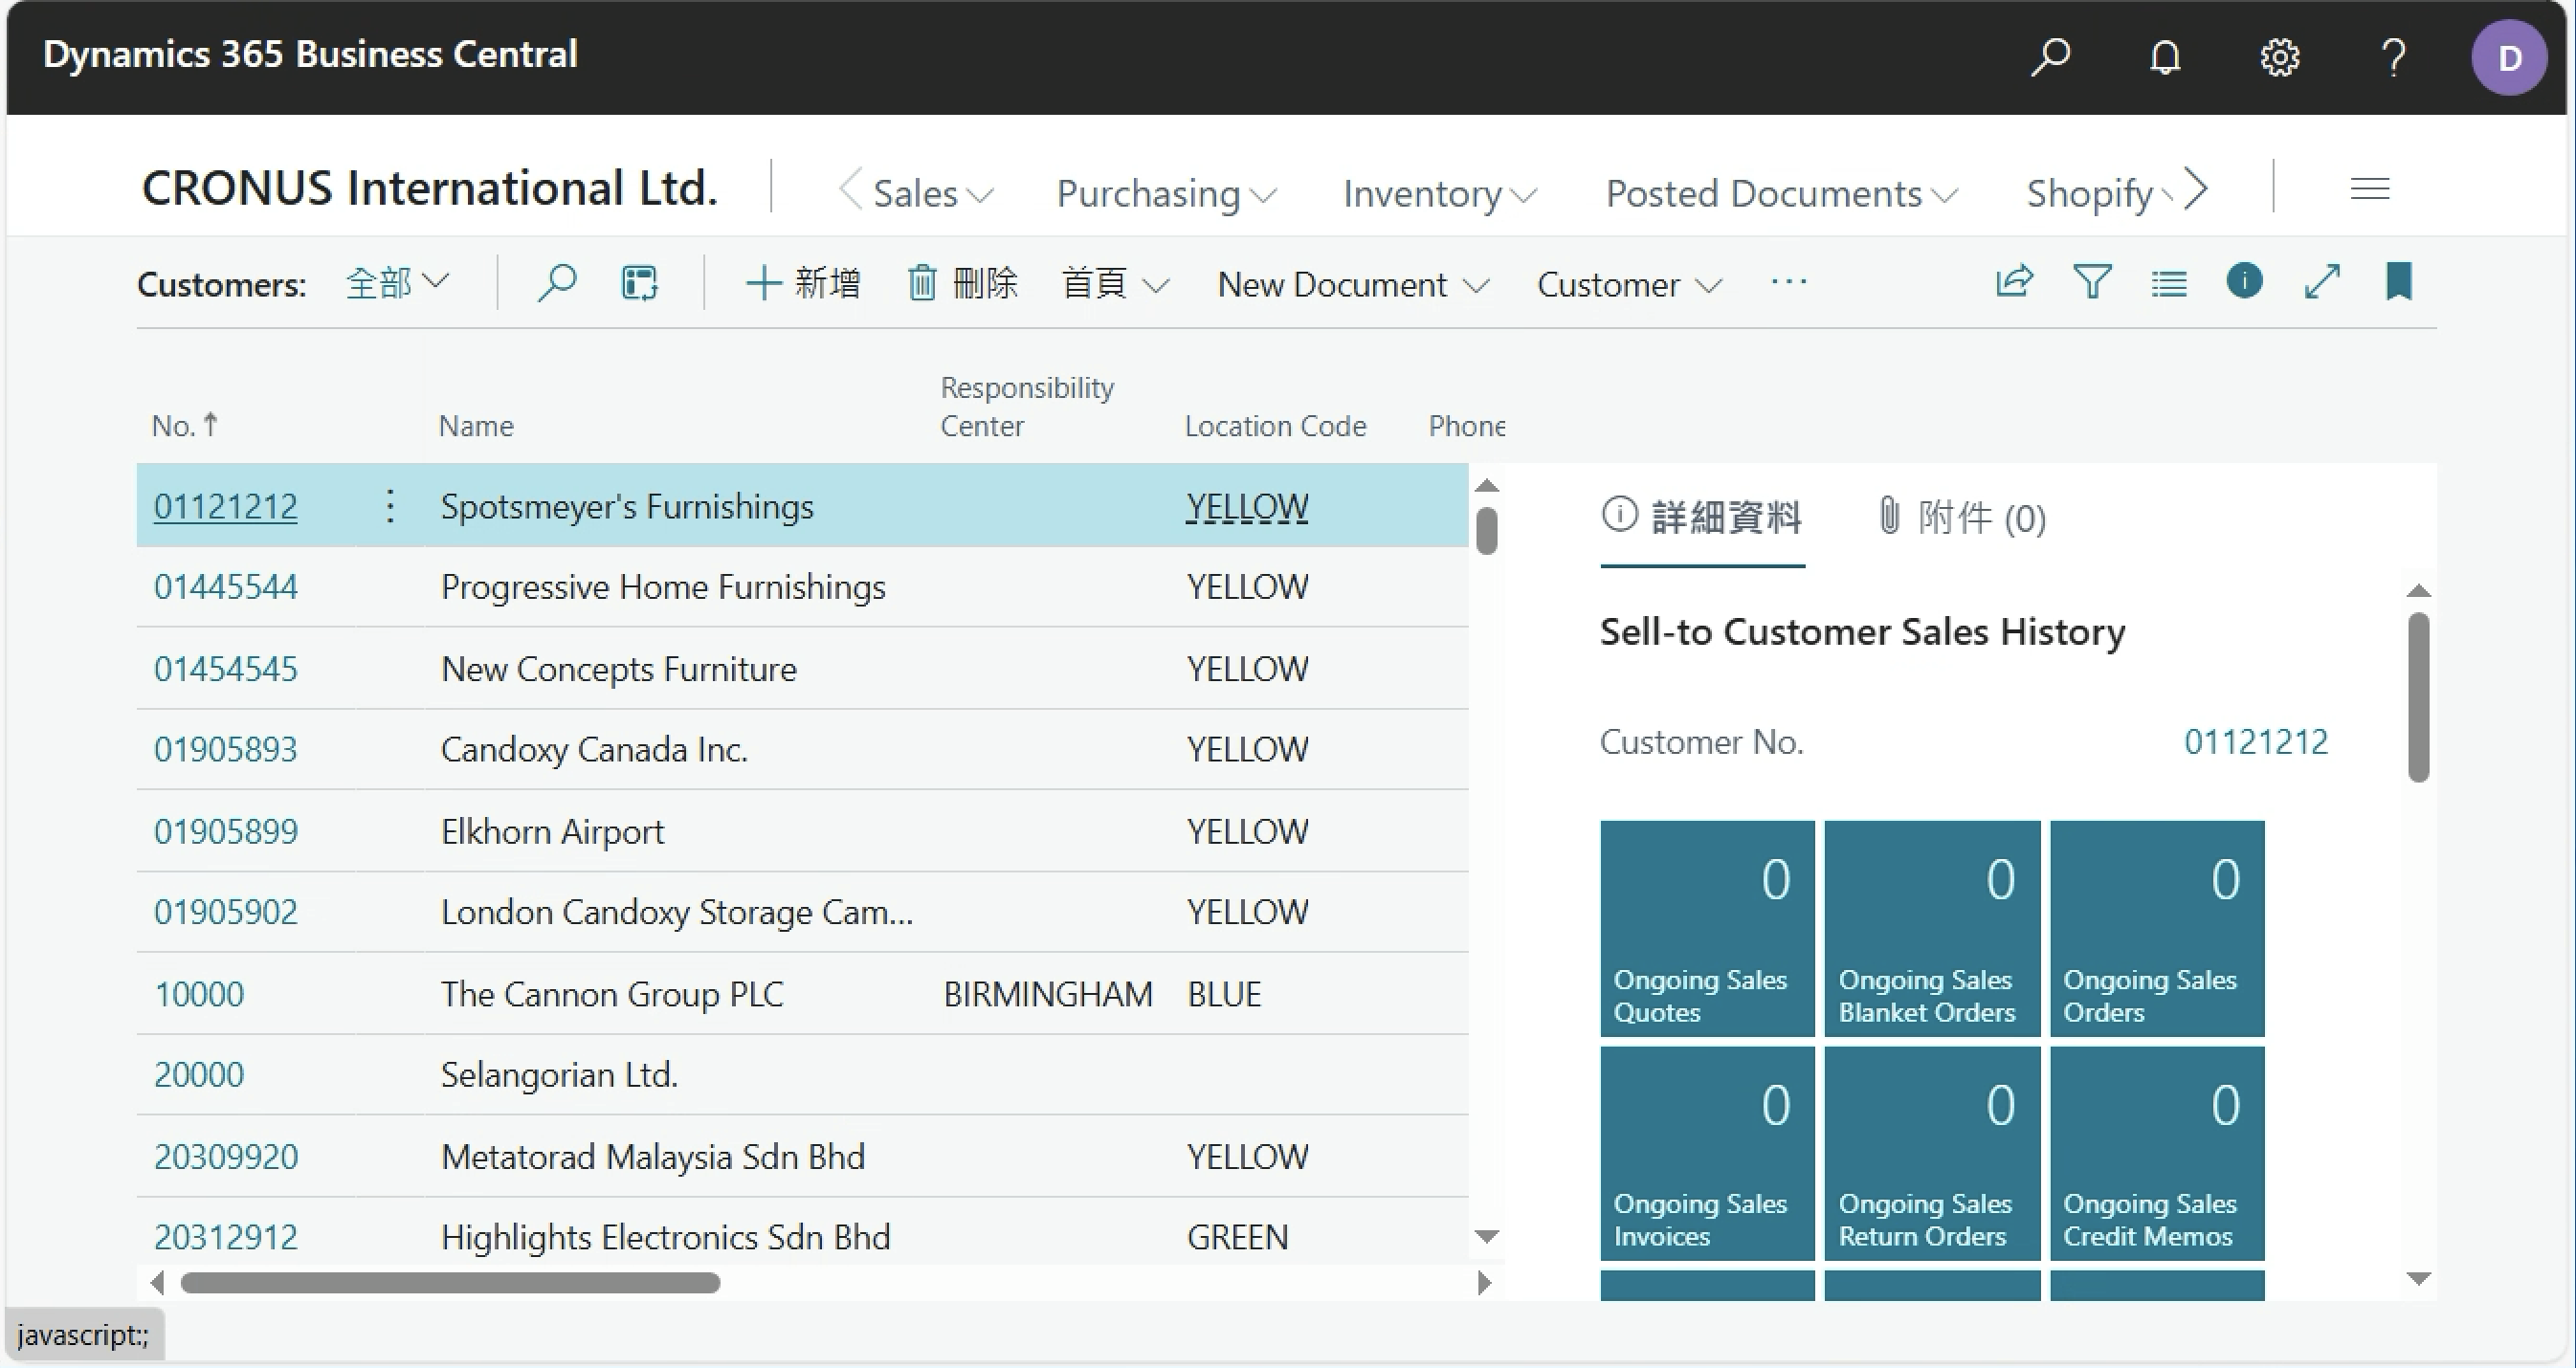 Dynamics 365 Business Central
D
CRONUS International Ltd.
Sales
Purchasing
Inventory
Posted Documents
Shopify
Customers:
全部
新增
刪除
首頁
New Document
Customer
No.
Name
Responsibility
Center
Location Code
Phone
01121212 Spotsmeyer's Furnishings YELLOW
01445544 Progressive Home Furnishings YELLOW
01454545 New Concepts Furniture YELLOW
01905893 Candoxy Canada Inc. YELLOW
01905899 Elkhorn Airport YELLOW
01905902 London Candoxy Storage Cam... YELLOW
10000 The Cannon Group PLC BIRMINGHAM BLUE
20000 Selangorian Ltd.
20309920 Metatorad Malaysia Sdn Bhd YELLOW
20312912 Highlights Electronics Sdn Bhd GREEN
詳細資料
附件 (0)
Sell-to Customer Sales History
Customer No. 01121212
0
Ongoing Sales
Quotes
0
Ongoing Sales
Blanket Orders
0
Ongoing Sales
Orders
0
Ongoing Sales
Invoices
0
Ongoing Sales
Return Orders
0
Ongoing Sales
Credit Memos
javascript:;